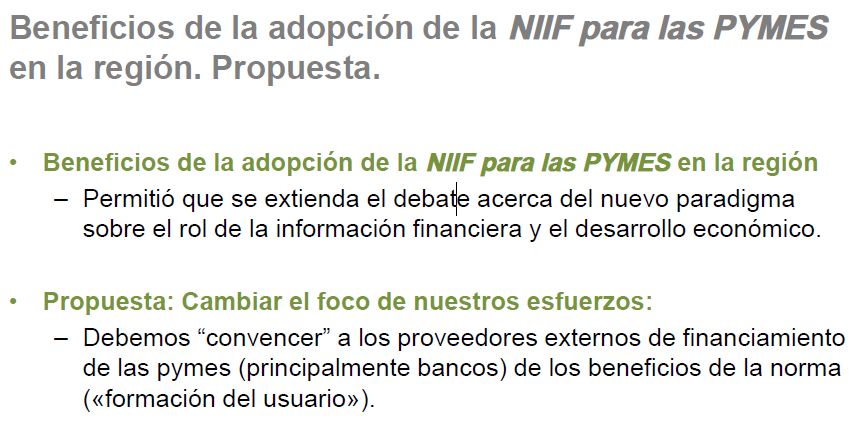 Beneficios de la adopción de la NIIF para las PYMES
en la región. Propuesta.
• Beneficios de la adopción de la NIIF para las PYMES en la región
– Permitió que se extienda el debate acerca del nuevo paradigma
sobre el rol de la información financiera y el desarrollo económico.
• Propuesta: Cambiar el foco de nuestros esfuerzos:
– Debemos “convencer” a los proveedores externos de financiamiento
de las pymes (principalmente bancos) de los beneficios de la norma
(«formación del usuario»).